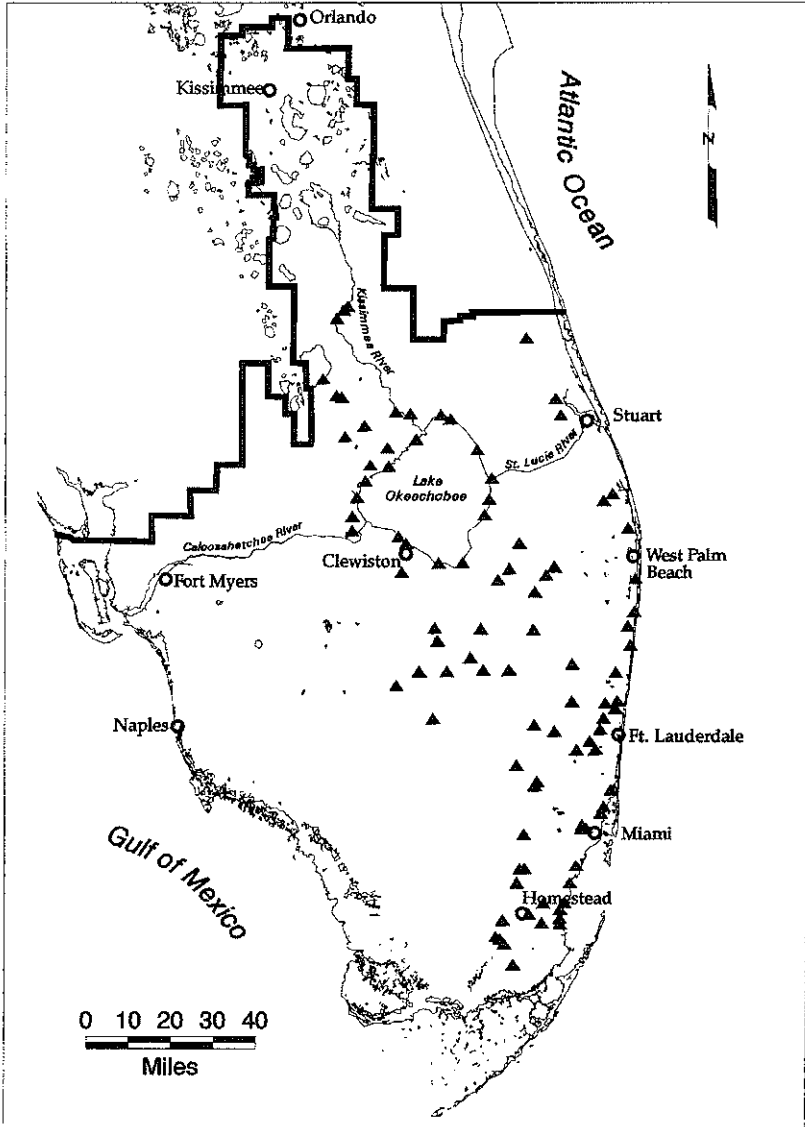 Orlando
Kissimmee
Atlantic Ocean
N
Kissimmee River
Stuart
St. Lucie River
Lake
Okeechobee
Caloosahatchee River
Clewiston
West Palm
Beach
Fort Myers
Naples
Ft. Lauderdale
Gulf of Mexico
Miami
Homestead
0 10 20 30 40
Miles